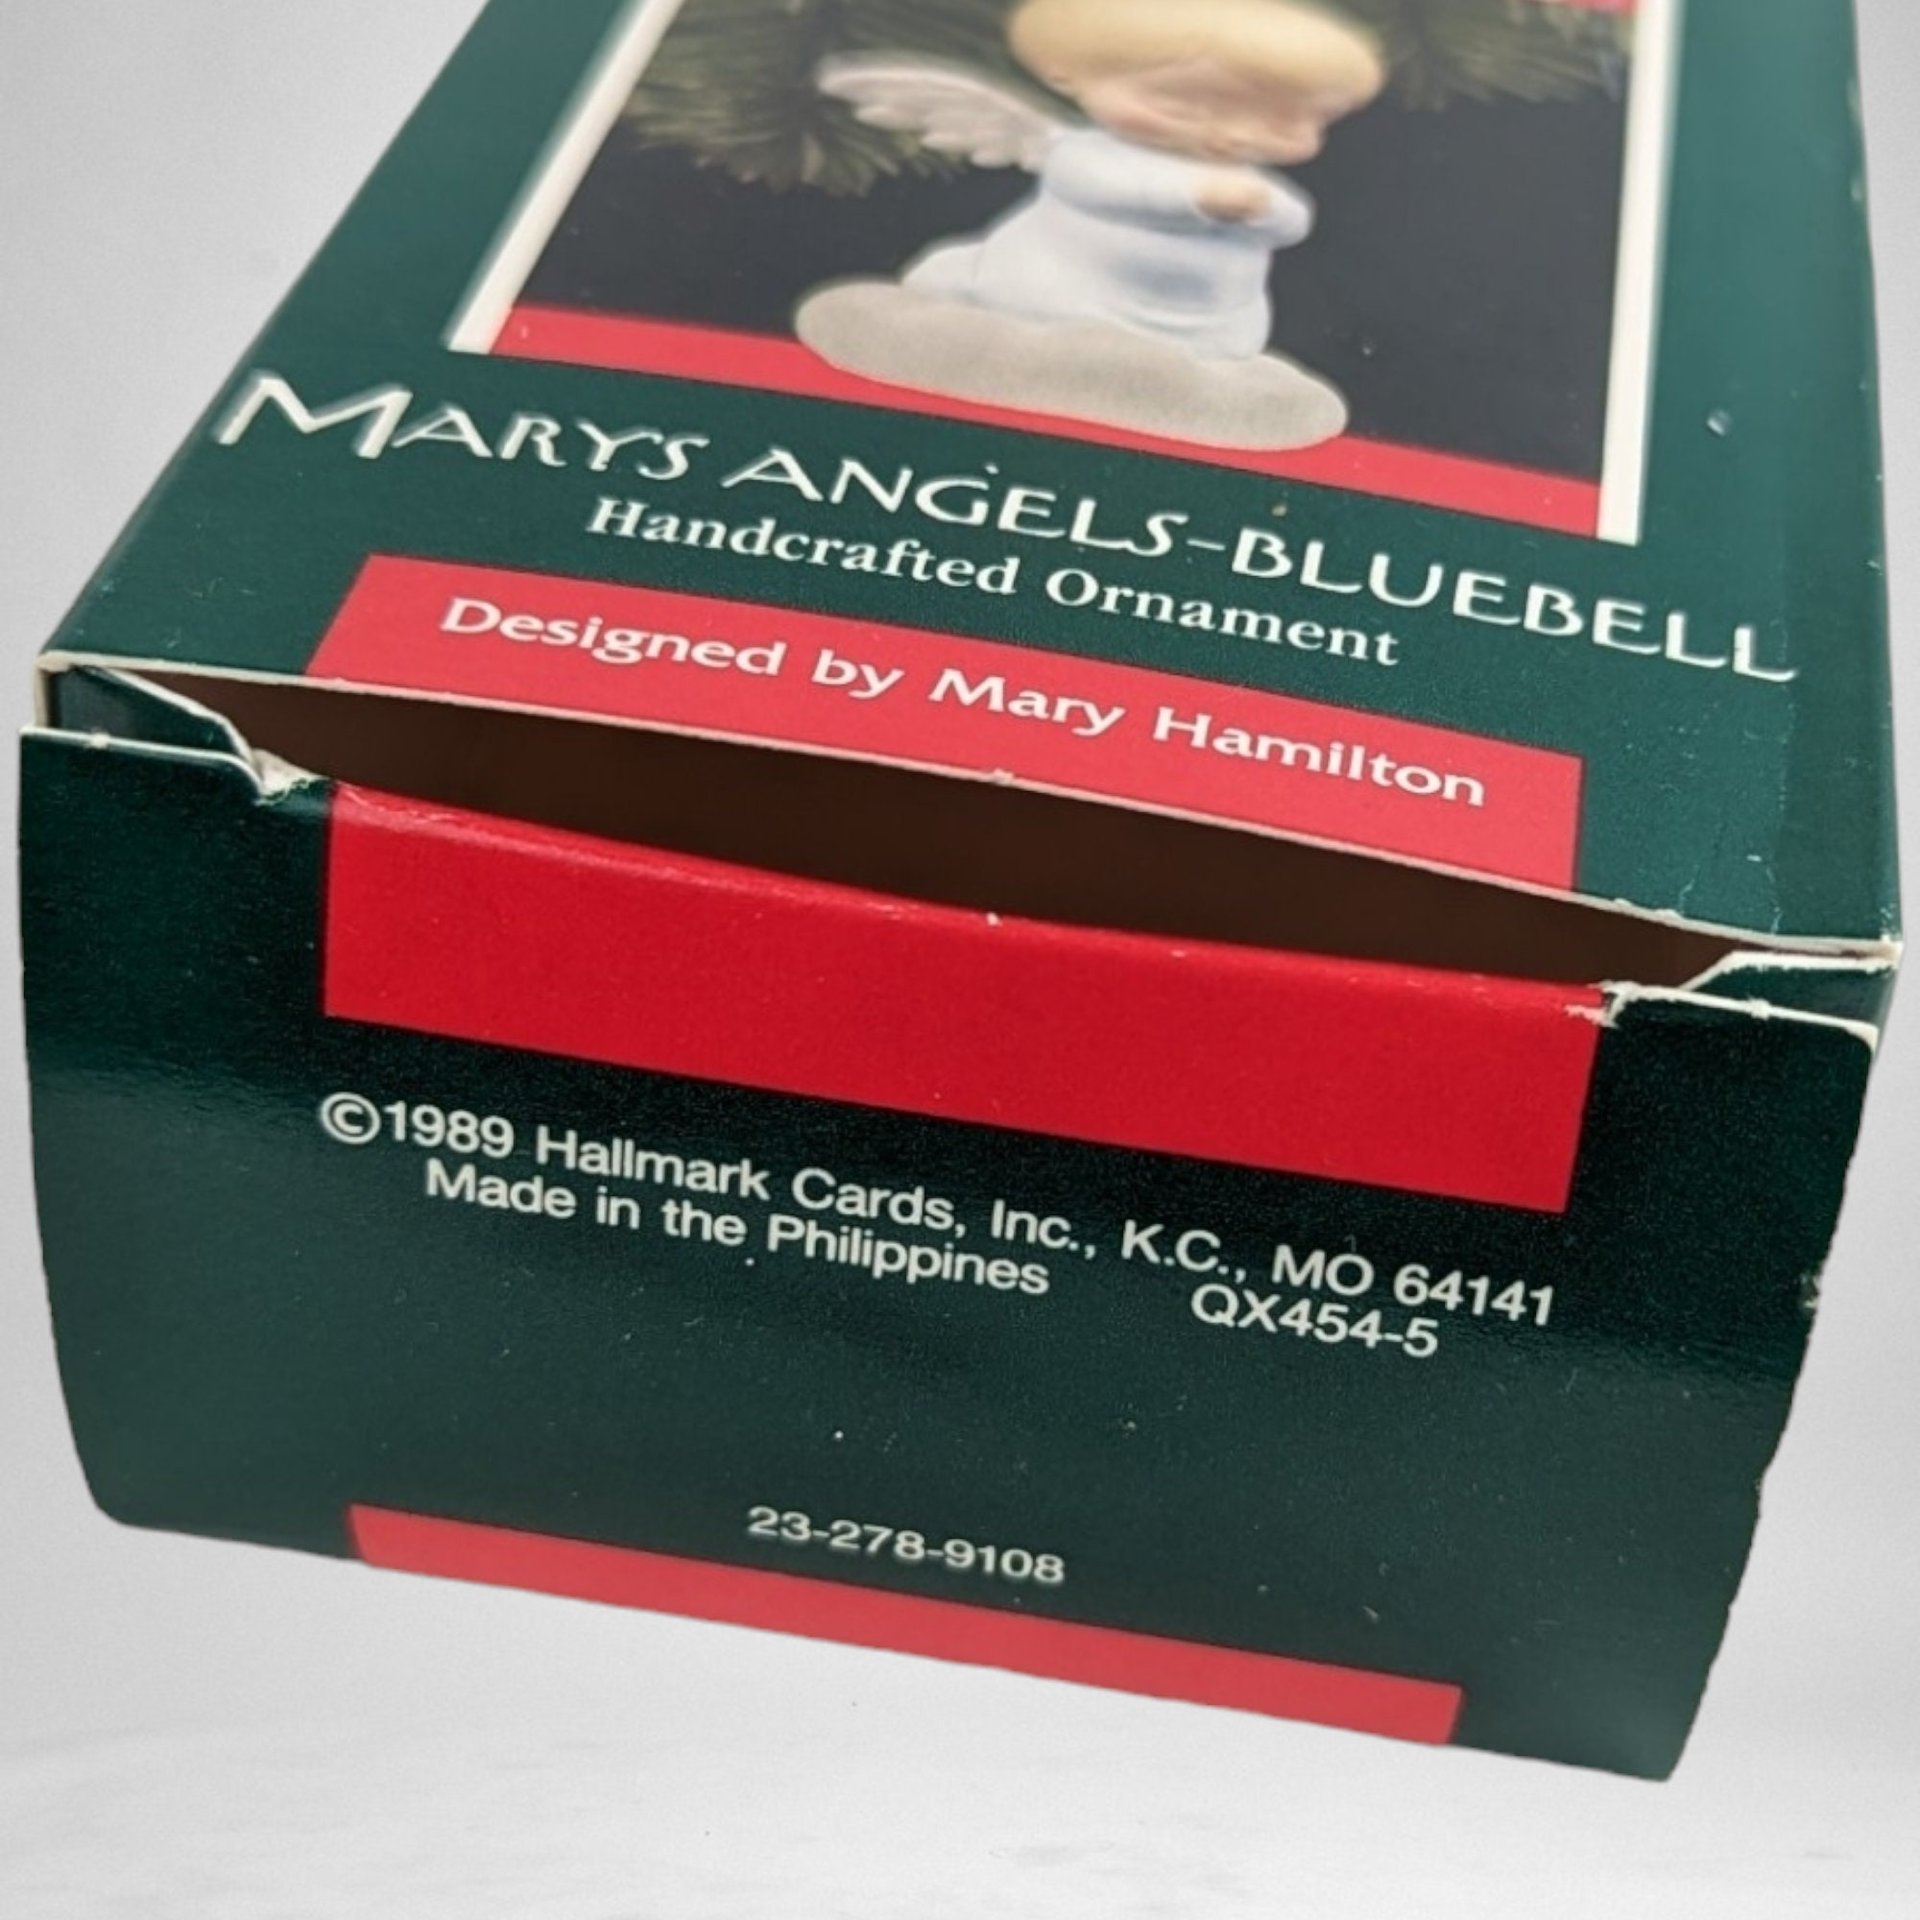 MARYS ANGELS-BLUEBELL
Handcrafted Ornament
Designed by Mary Hamilton
©1989 Hallmark Cards, Inc., K.C., MO 64141
Made in the Philippines QX454-5
23-278-9108